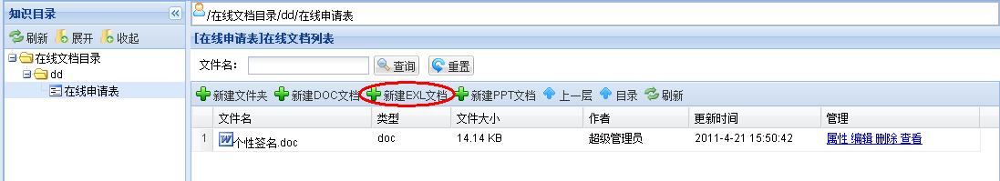 知识目录
刷新 展开 收起
在线文档目录
dd
在线申请表
/在线文档目录/dd/在线申请表
[在线申请表]在线文档列表
文件名： 查询 重置
新建文件夹 新建DOC文档 新建EXL文档 新建PPT文档 上一层 目录 刷新
文件名 类型 文件大小 作者 更新时间 管理
1 个性签名.doc doc 14.14 KB 超级管理员 2011-4-21 15:50:42 属性 编辑 删除 查看